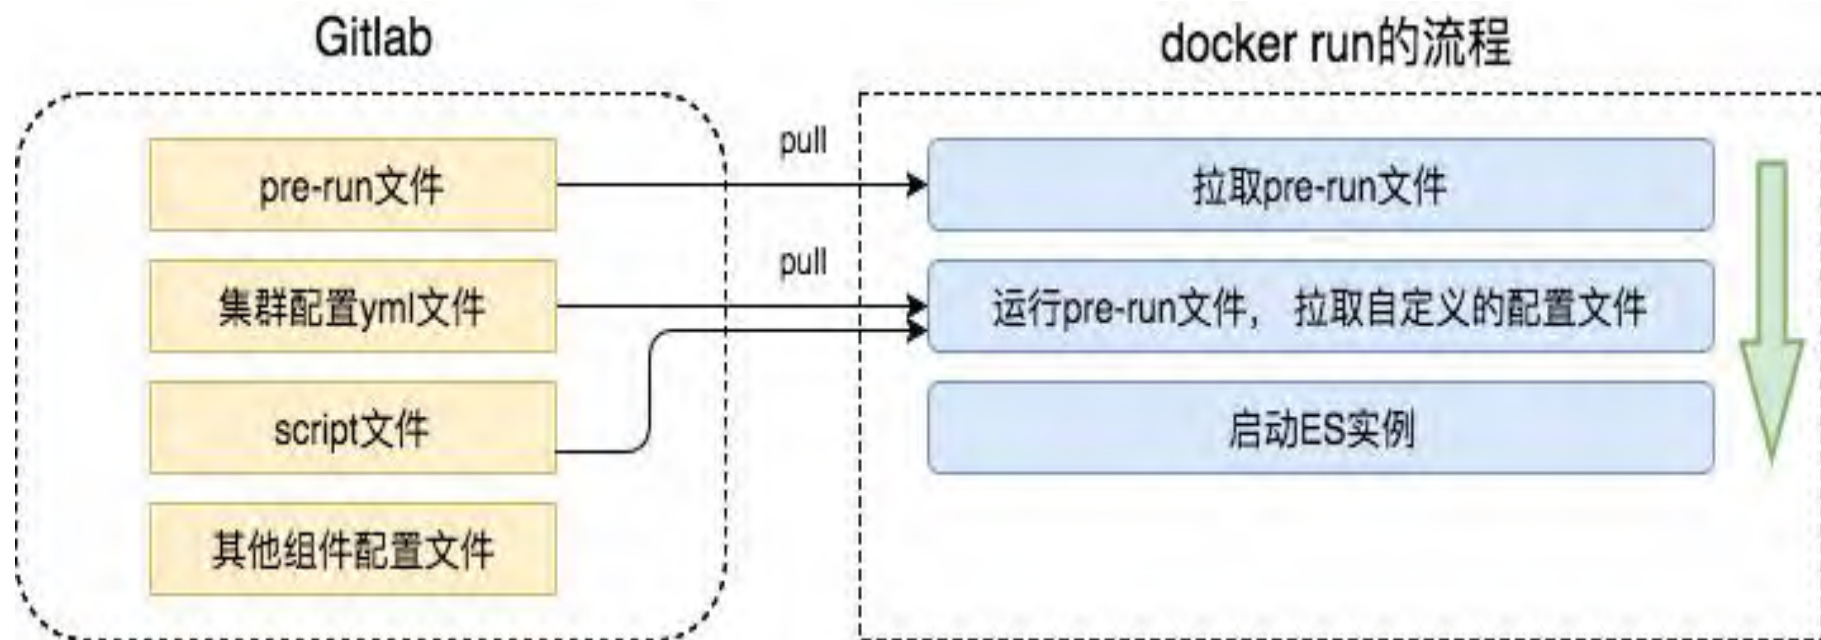 Gitlab
docker run的流程
pre-run文件
pull
拉取pre-run文件
集群配置yml文件
pull
运行pre-run文件， 拉取自定义的配置文件
script文件
启动ES实例
其他组件配置文件